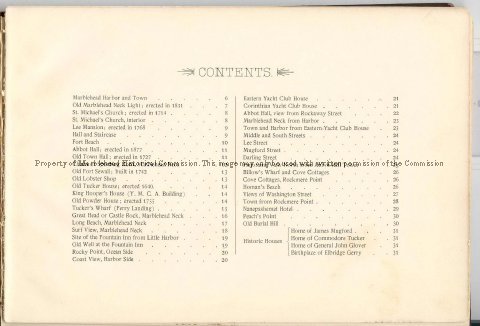 CONTENTS.
Marblehead Harbor and Town 6
Old Marblehead Neck Light; erected in 1831 7
St. Michael's Church; erected in 1714 8
St. Michael's Church, interior 8
Lee Mansion; erected in 1768 9
Hall and Staircase 9
Fort Beach 10
Abbot Hall; erected in 1877 11
Old Town Hall; erected in 1727
Property of the Marblehead Historical Commission. This image may only be used with written permission of the Commission
Old Fort Sewall; built in 1742 13
Old Lobster Shop 13
Old Tucker House; erected 1640. 14
King Hooper's House (Y. M. C. A. Building) 14
Old Powder House; erected in 1755 14
Tucker's Wharf (Ferry Landing) 15
Great Head or Castle Rock, Marblehead Neck 16
Long Beach, Marblehead Neck 17
Surf View, Marblehead Neck 18
Site of the Fountain Inn from Little Harbor 19
Old Well at the Fountain Inn 19
Rocky Point, Ocean Side 20
Coast View, Harbor Side 20
Eastern Yacht Club House 21
Corinthian Yacht Club House 21
Abbot Hall, view from Rockaway Street 22
Marblehead Neck from Harbor 23
Town and Harbor from Eastern Yacht Club House 23
Middle and South Streets 24
Lee Street 24
Mugford Street 24
Darling Street
Billow's Wharf and Cove Cottages 26
Cove Cottages, Rockmere Point 26
Homan's Beach 26
Views of Washington Street 27
Town from Rockmere Point 28
Nanapashemet Hotel 29
Peach's Point 30
Old Burial Hill 30
Historic Houses
Home of James Mugford 31
Home of Commodore Tucker 31
Home of General John Glover 31
Birthplace of Elbridge Gerry 31